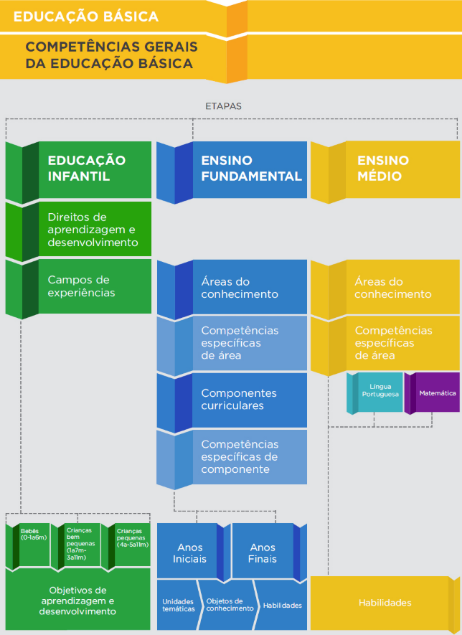 EDUCAÇÃO BÁSICA
COMPETÊNCIAS GERAIS
DA EDUCAÇÃO BÁSICA
ETAPAS
EDUCAÇÃO
INFANTIL
Direitos de
aprendizagem e
desenvolvimento
Campos de
experiências
Bebês
(0-1a6m)
Crianças
bem
pequenas
(1a7m-
3a11m)
Crianças
pequenas
(4a-5a11m)
Objetivos de
aprendizagem e
desenvolvimento
ENSINO
FUNDAMENTAL
Áreas do
conhecimento
Competências
específicas
de área
Componentes
curriculares
Competências
específicas de
componente
Anos
Iniciais
Anos
Finais
Unidades
temáticas
Objetos de
conhecimento
Habilidades
ENSINO
MÉDIO
Áreas do
conhecimento
Competências
específicas
de área
Língua
Portuguesa
Matemática
Habilidades